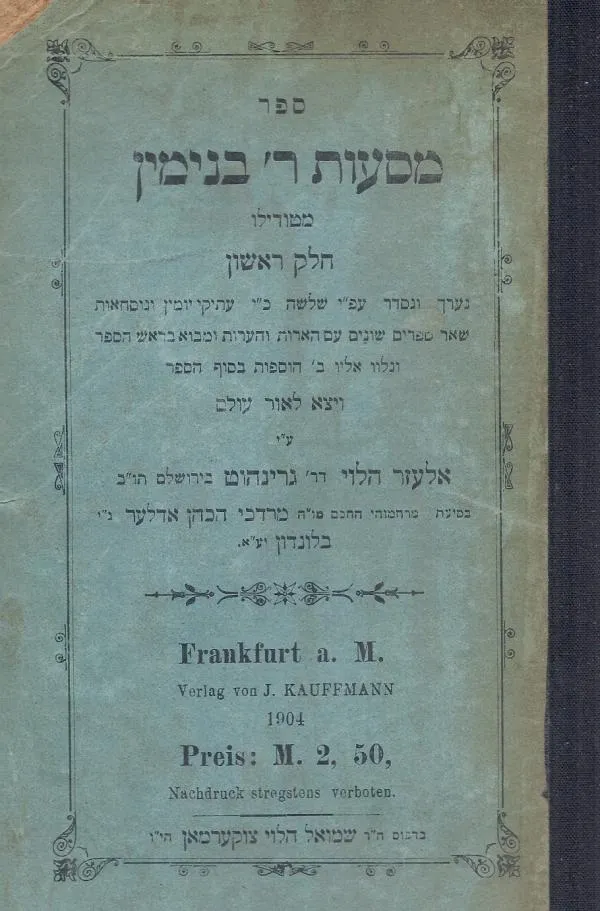 ספר
מסעות ר׳ בנימין
מטודילו
חלק ראשון
נערך ונסדר עפ״י שלשה כ״י עתיקי יומין וניסחאות
שאר ספרים שונים עם הארות והערות ומבוא בראש הספר
ונלוו אליו ב׳ הוספות בסוף הספר
ויצא לאור עולם
ע״י
אלעזר הלוי דר׳ גרינהוט בירושלם תו״ב
בסיעת מרחמוהי החכם מו״ה מרדכי הכהן אדלער נ״י
בלונדון יע״א.
Frankfurt a. M.
Verlag von J. KAUFFMANN
1904
Preis: M. 2, 50,
Nachdruck stregstens verboten.
בדפוס ה״ר שמואל הלוי צוקערמאן הי״ו